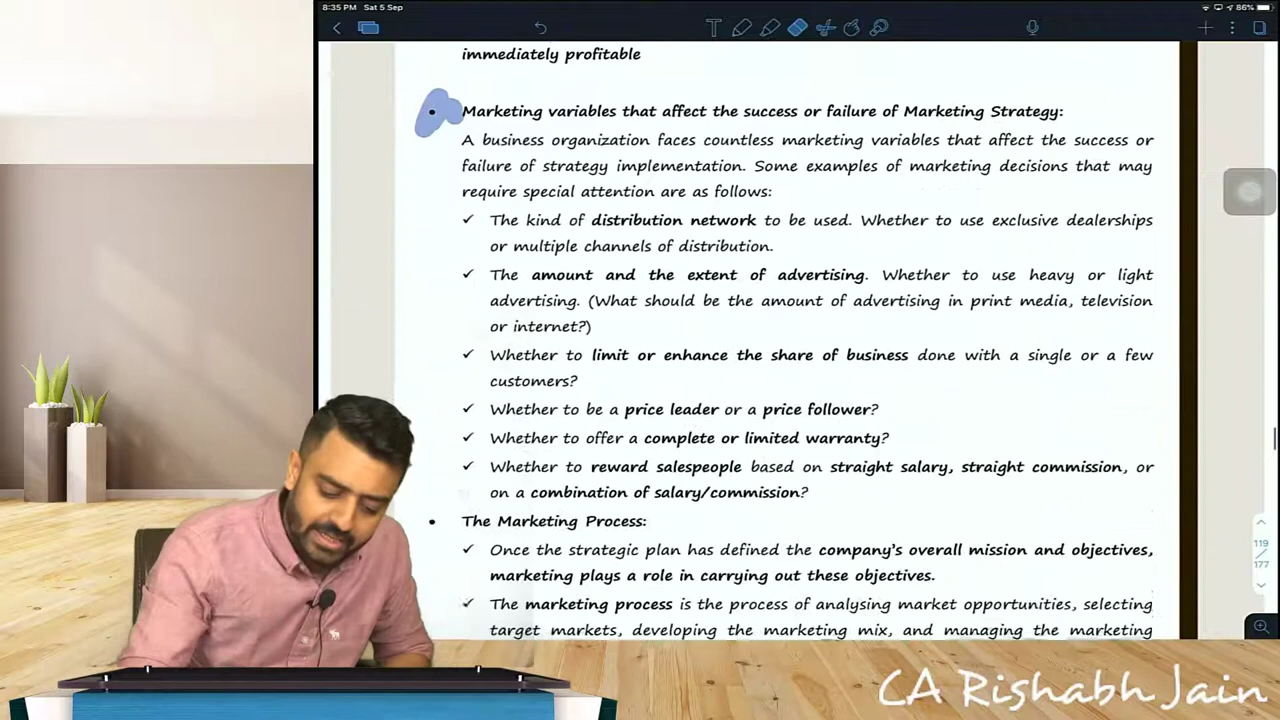 8:35 PM Sat 5 Sep
86%
immediately profitable
• Marketing variables that affect the success or failure of Marketing Strategy:
A business organization faces countless marketing variables that affect the success or
failure of strategy implementation. Some examples of marketing decisions that may
require special attention are as follows:
✓ The kind of distribution network to be used. Whether to use exclusive dealerships
or multiple channels of distribution.
✓ The amount and the extent of advertising. Whether to use heavy or light
advertising. (What should be the amount of advertising in print media, television
or internet?)
✓ Whether to limit or enhance the share of business done with a single or a few
customers?
✓ Whether to be a price leader or a price follower?
✓ Whether to offer a complete or limited warranty?
✓ Whether to reward salespeople based on straight salary, straight commission, or
on a combination of salary/commission?
• The Marketing Process:
✓ Once the strategic plan has defined the company's overall mission and objectives,
marketing plays a role in carrying out these objectives.
✓ The marketing process is the process of analysing market opportunities, selecting
target markets, developing the marketing mix, and managing the marketing
119
/
177
CA Rishabh Jain